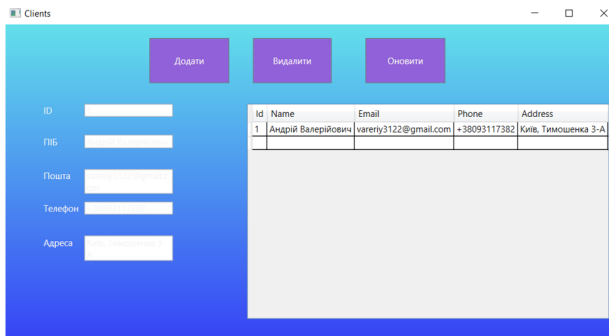 Clients
Додати Видалити Оновити
ID
ПІБ
Пошта
Телефон
Адреса
Id Name Email Phone Address
1 Андрій Валерійович vareriy3122@gmail.com +38093117382 Київ, Тимошенка 3-А